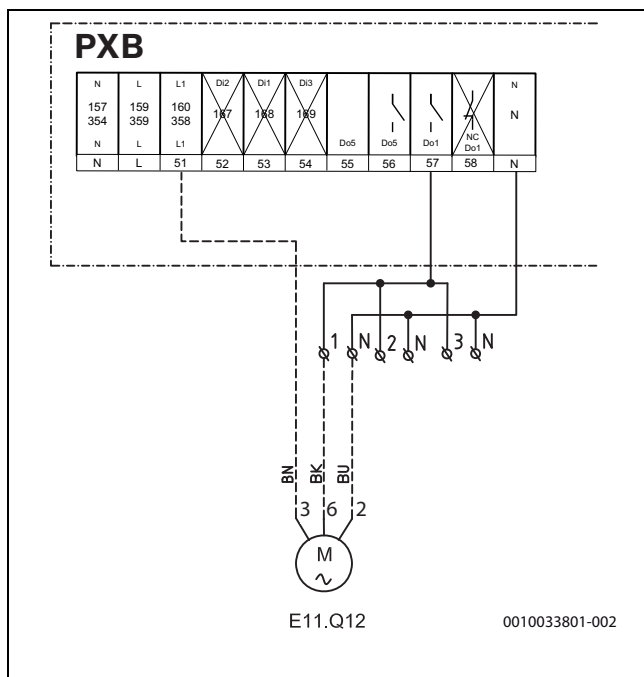 PXB
N L L1 Di2 Di1 Di3 N
157 159 160 167 168 169 N
354 359 358
N L L1 Do5 Do5 Do1 NC Do1
N L 51 52 53 54 55 56 57 58 N
1 N 2 N 3 N
BN BK BU
3 6 2
M
~
E11.Q12
0010033801-002